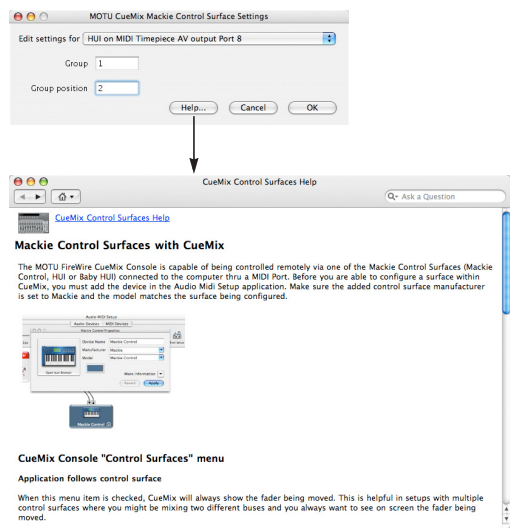 MOTU CueMix Mackie Control Surface Settings
Edit settings for HUI on MIDI Timepiece AV output Port 8
Group 1
Group position 2
Help... Cancel OK
CueMix Control Surfaces Help
Ask a Question
CueMix Control Surfaces Help
Mackie Control Surfaces with CueMix
The MOTU FireWire CueMix Console is capable of being controlled remotely via one of the Mackie Control Surfaces (Mackie
Control, HUI or Baby HUI) connected to the computer thru a MIDI Port. Before you are able to configure a surface within
CueMix, you must add the device in the Audio Midi Setup application. Make sure the added control surface manufacturer
is set to Mackie and the model matches the surface being configured.
Audio MIDI Setup
Audio Devices MIDI Devices
Mackie Control Properties
Device Name Mackie Control
Manufacturer Mackie
Model Mackie Control
More Information
Revert Apply
Mackie Control
CueMix Console "Control Surfaces" menu
Application follows control surface
When this menu item is checked, CueMix will always show the fader being moved. This is helpful in setups with multiple
control surfaces where you might be mixing two different buses and you always want to see on screen the fader being
moved.